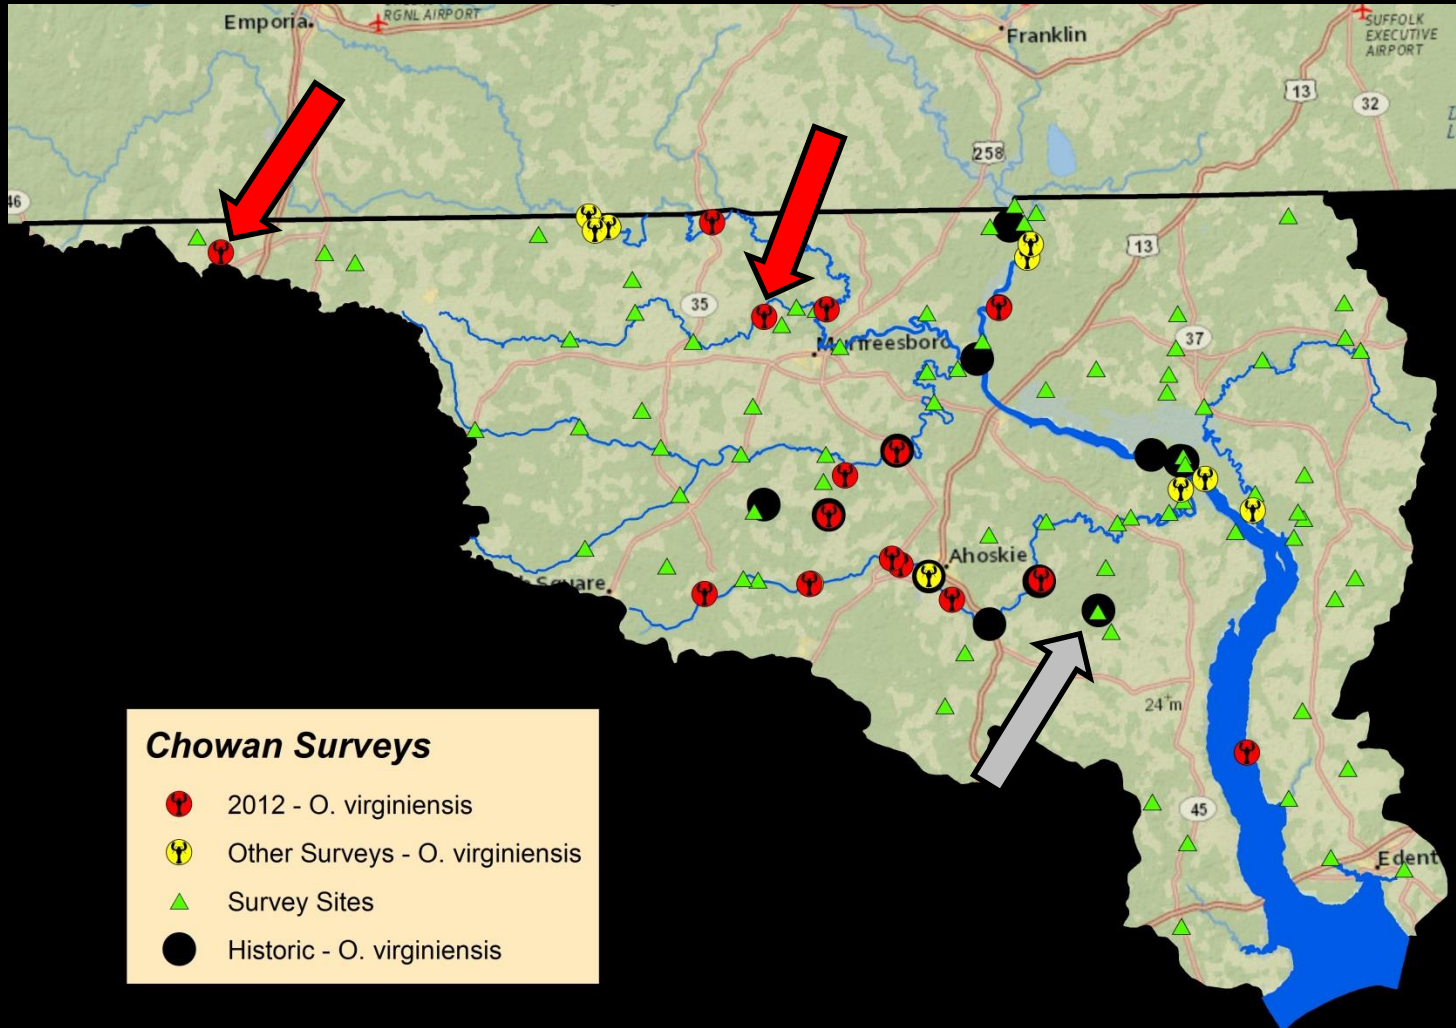 Emporia
RGNL AIRPORT
Franklin
SUFFOLK
EXECUTIVE
AIRPORT
13
32
258
46
13
35
37
Ahoskie
24 m
45
Edent
Chowan Surveys
2012 - O. virginiensis
Other Surveys - O. virginiensis
Survey Sites
Historic - O. virginiensis